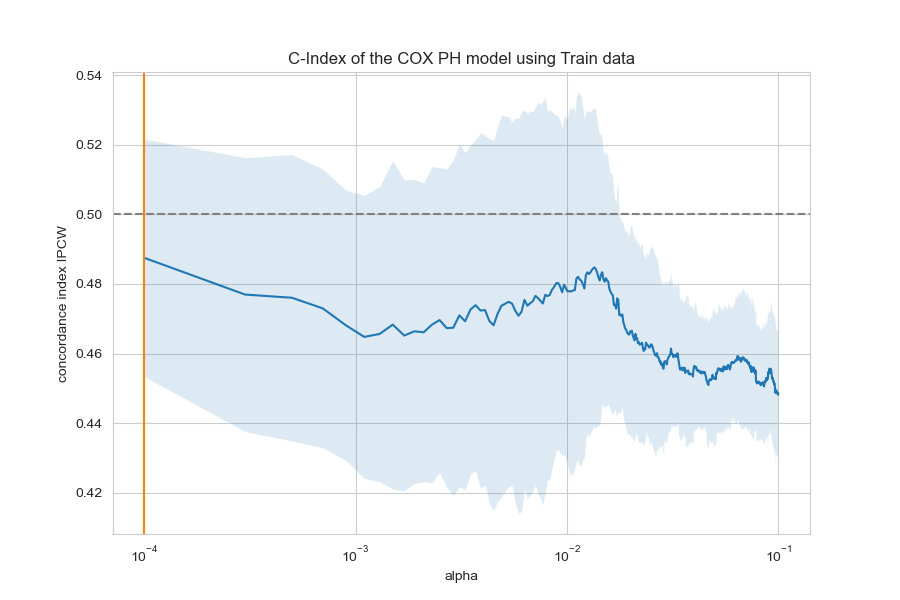 C-Index of the COX PH model using Train data
concordance index IPCW
0.54
0.52
0.50
0.48
0.46
0.44
0.42
10⁻⁴ 10⁻³ 10⁻² 10⁻¹
alpha